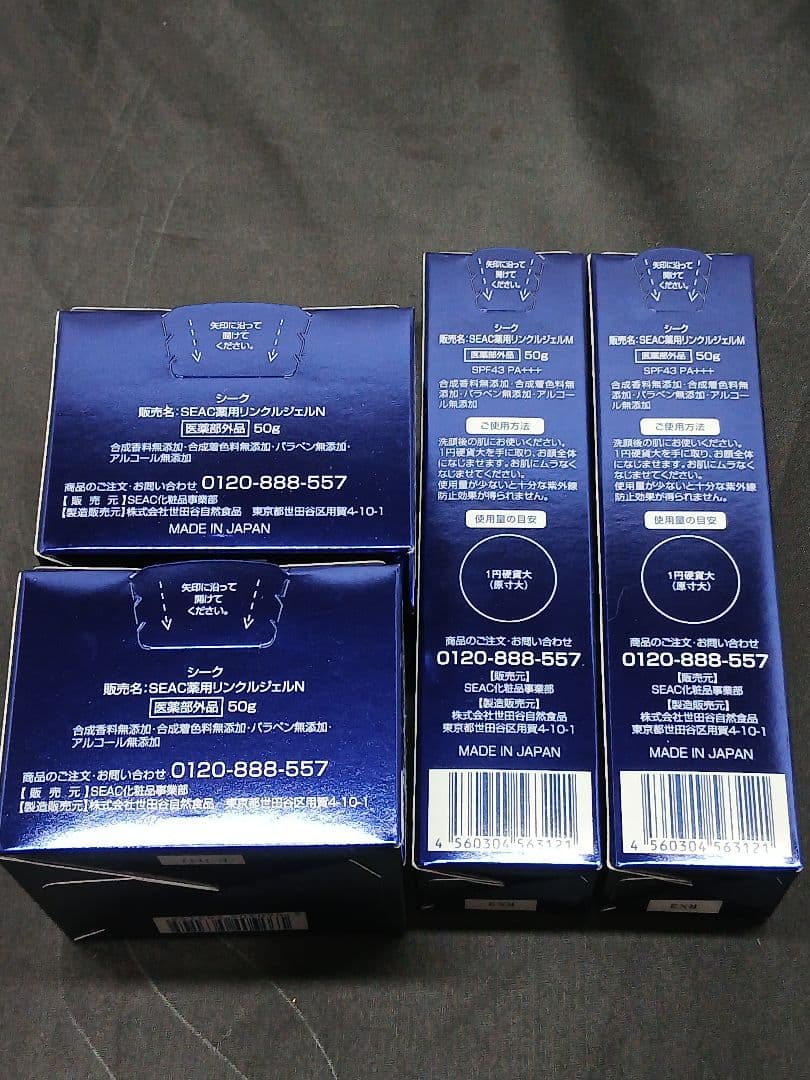 矢印に沿って
開けて
ください。
シーク
販売名:SEAC薬用リンクルジェルN
医薬部外品 50g
合成香料無添加・合成着色料無添加・パラベン無添加・
アルコール無添加
商品のご注文・お問い合わせ 0120-888-557
【販売元】SEAC化粧品事業部
【製造販売元】株式会社世田谷自然食品 東京都世田谷区用賀4-10-1
MADE IN JAPAN
矢印に沿って
開けて
ください。
シーク
販売名:SEAC薬用リンクルジェルN
医薬部外品 50g
合成香料無添加・合成着色料無添加・パラベン無添加・
アルコール無添加
商品のご注文・お問い合わせ 0120-888-557
【販売元】SEAC化粧品事業部
【製造販売元】株式会社世田谷自然食品 東京都世田谷区用賀4-10-1
矢印に沿って
開けて
ください。
シーク
販売名:SEAC薬用リンクルジェルM
医薬部外品 50g
SPF43 PA+++
合成香料無添加・合成着色料無
添加・パラベン無添加・アルコー
ル無添加
ご使用方法
洗顔後の肌にお使いください。
1円硬貨大を手に取り、お顔全体
になじませます。お肌にムラなく
なじませてください。
使用量が少ないと十分な紫外線
防止効果が得られません。
使用量の目安
1円硬貨大
(原寸大)
商品のご注文・お問い合わせ
0120-888-557
【販売元】
SEAC化粧品事業部
【製造販売元】
株式会社世田谷自然食品
東京都世田谷区用賀4-10-1
MADE IN JAPAN
4 560304 563121
矢印に沿って
開けて
ください。
シーク
販売名:SEAC薬用リンクルジェルM
医薬部外品 50g
SPF43 PA+++
合成香料無添加・合成着色料無
添加・パラベン無添加・アルコー
ル無添加
ご使用方法
洗顔後の肌にお使いください。
1円硬貨大を手に取り、お顔全体
になじませます。お肌にムラなく
なじませてください。
使用量が少ないと十分な紫外線
防止効果が得られません。
使用量の目安
1円硬貨大
(原寸大)
商品のご注文・お問い合わせ
0120-888-557
【販売元】
SEAC化粧品事業部
【製造販売元】
株式会社世田谷自然食品
東京都世田谷区用賀4-10-1
MADE IN JAPAN
4 560304 563121